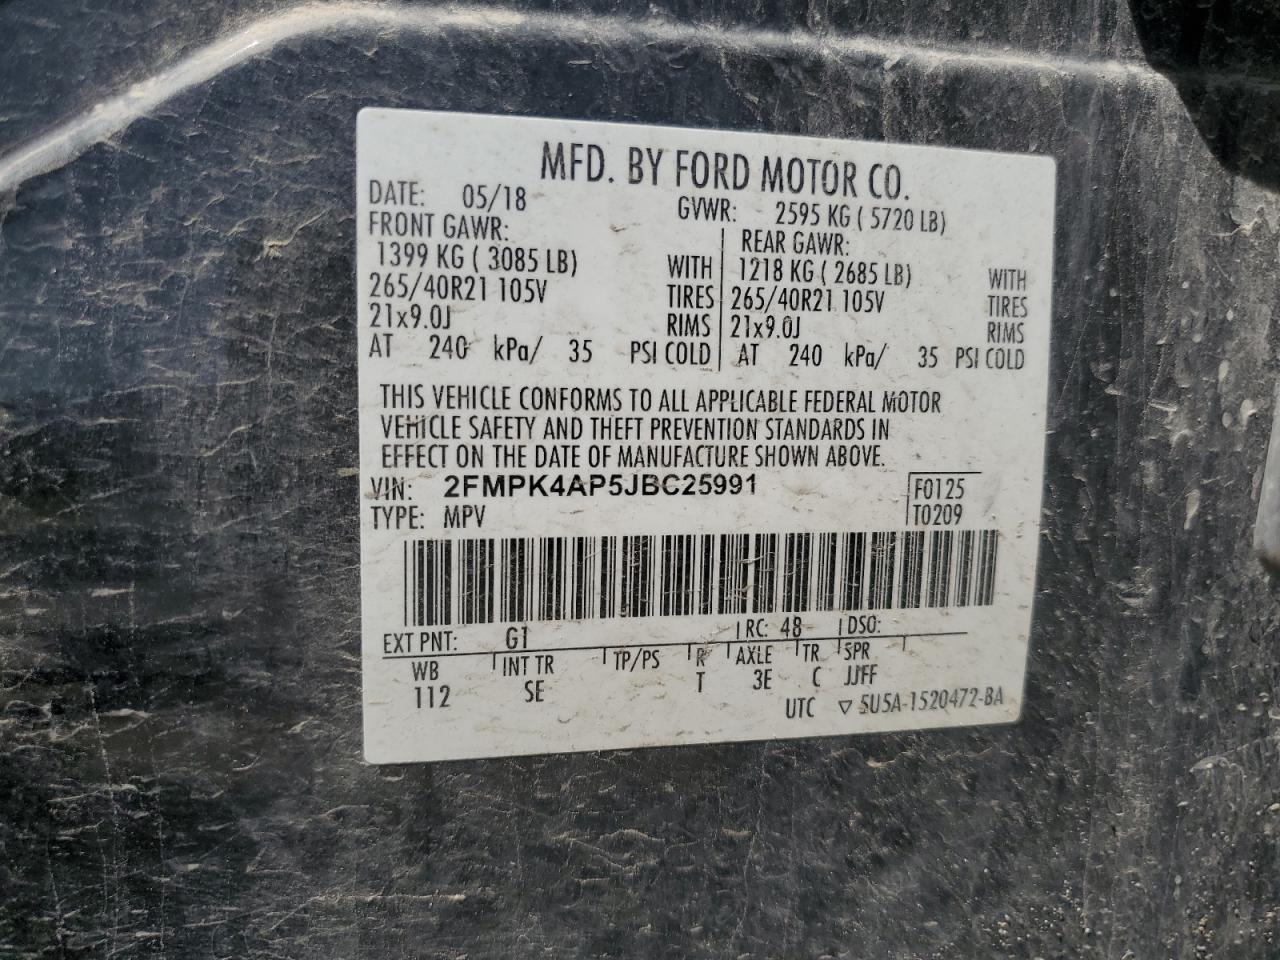 MFD. BY FORD MOTOR CO.
DATE: 05/18 GVWR: 2595 KG ( 5720 LB)
FRONT GAWR: REAR GAWR:
1399 KG ( 3085 LB) WITH 1218 KG ( 2685 LB) WITH
265/40R21 105V TIRES 265/40R21 105V TIRES
21x9.0J RIMS 21x9.0J RIMS
AT 240 kPa/ 35 PSI COLD AT 240 kPa/ 35 PSI COLD
THIS VEHICLE CONFORMS TO ALL APPLICABLE FEDERAL MOTOR
VEHICLE SAFETY AND THEFT PREVENTION STANDARDS IN
EFFECT ON THE DATE OF MANUFACTURE SHOWN ABOVE.
VIN: 2FMPK4AP5JBC25991 F0125
TYPE: MPV T0209
EXT PNT: G1 RC: 48 DSO:
WB INT TR TP/PS R AXLE TR SPR
112 SE T 3E C JJFF
UTC ▽ 5U5A-1520472-BA